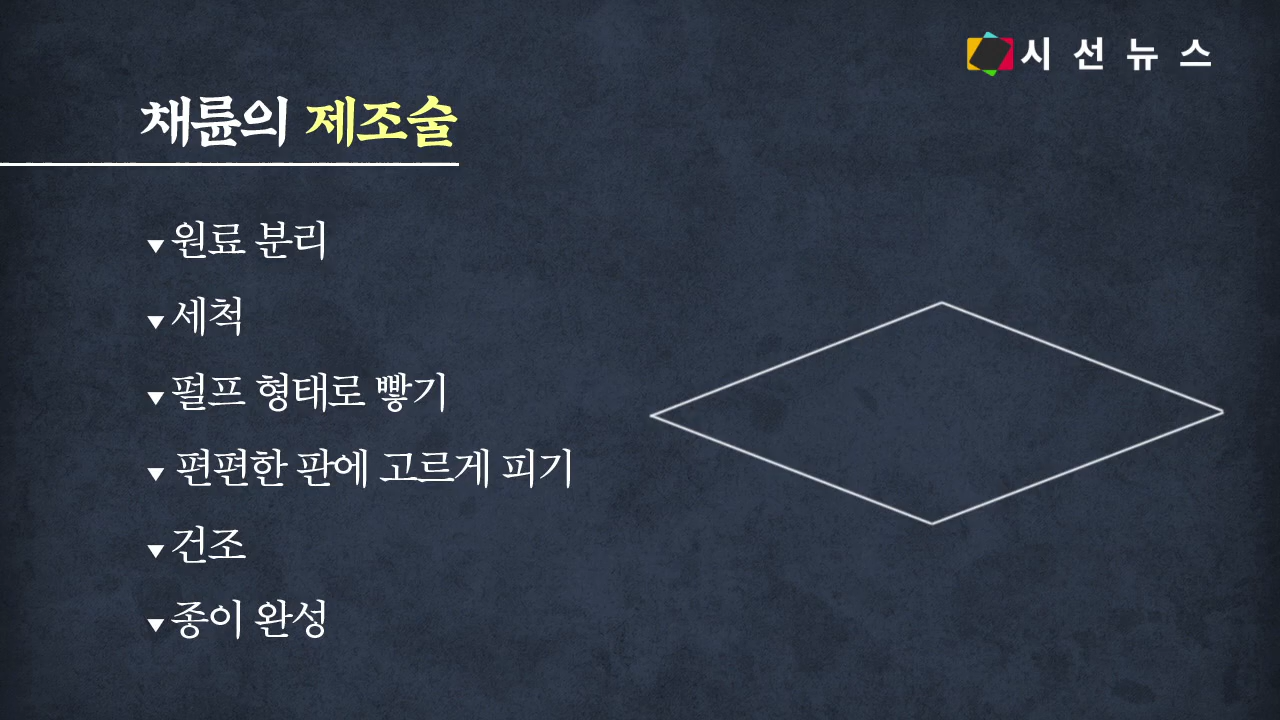 시선뉴스
채륜의 제조술
▼원료 분리
▼세척
▼펄프 형태로 빻기
▼편편한 판에 고르게 피기
▼건조
▼종이 완성